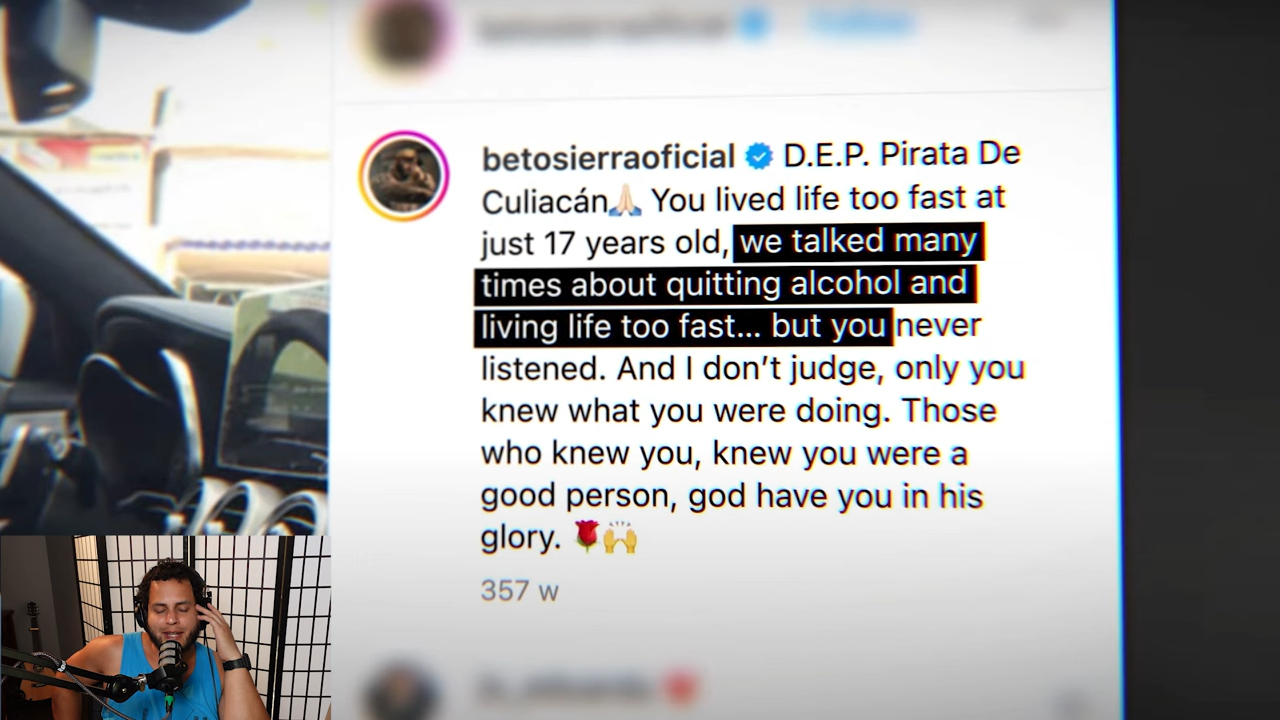 betosierraoficial D.E.P. Pirata De
Culiacán🙏🏻 You lived life too fast at
just 17 years old, we talked many
times about quitting alcohol and
living life too fast... but you never
listened. And I don’t judge, only you
knew what you were doing. Those
who knew you, knew you were a
good person, god have you in his
glory. 🌹🙌
357 w